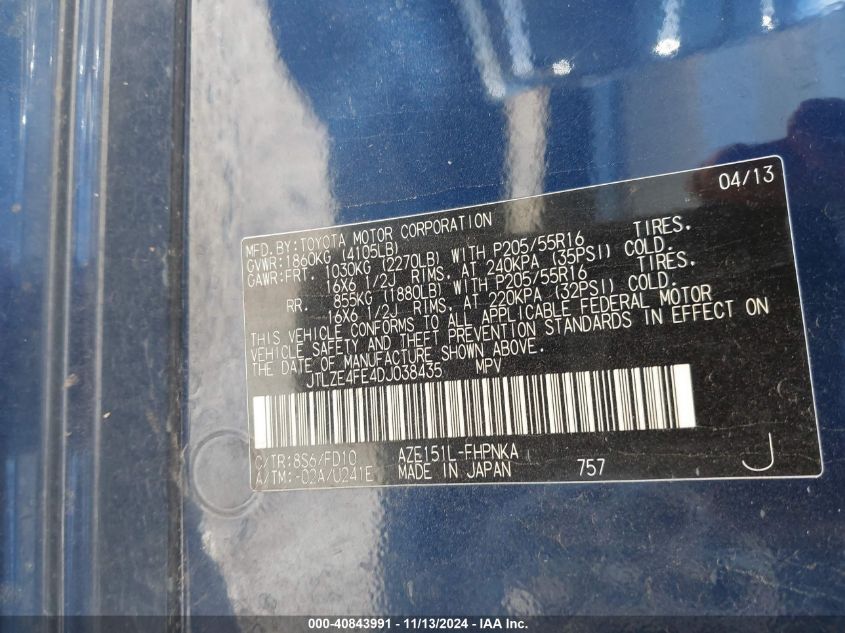 04/13
MFD. BY:TOYOTA MOTOR CORPORATION
GVWR:1860KG (4105LB)
GAWR:FRT. 1030KG (2270LB) WITH P205/55R16 TIRES.
16X6 1/2J RIMS. AT 240KPA (35PSI) COLD.
RR. 855KG (1880LB) WITH P205/55R16 TIRES.
16X6 1/2J RIMS. AT 220KPA (32PSI) COLD.
THIS VEHICLE CONFORMS TO ALL APPLICABLE FEDERAL MOTOR
VEHICLE SAFETY AND THEFT PREVENTION STANDARDS IN EFFECT ON
THE DATE OF MANUFACTURE SHOWN ABOVE.
JTLZE4FE4DJ038435 MPV
C/TR:8S6/FD10 AZE151L-FHPNKA
A/TM:-02A/U241E MADE IN JAPAN 757 J
000-40843991 - 11/13/2024 - IAA Inc.